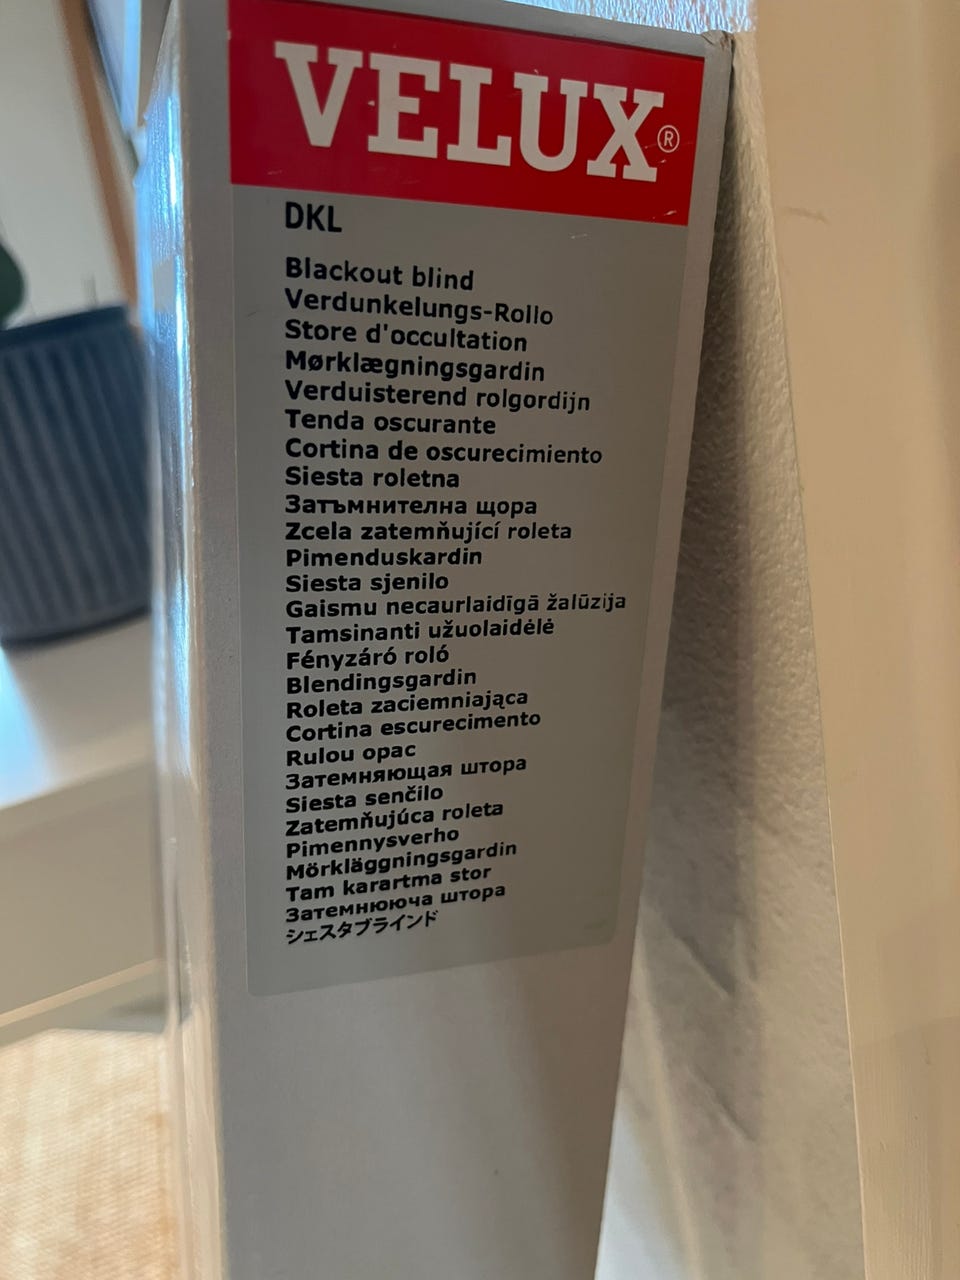 VELUX®
DKL
Blackout blind
Verdunkelungs-Rollo
Store d'occultation
Mørklægningsgardin
Verduisterend rolgordijn
Tenda oscurante
Cortina de oscurecimiento
Siesta roletna
Затъмнителна щора
Zcela zatemňující roleta
Pimenduskardin
Siesta sjenilo
Gaismu necaurlaidīgā žalūzija
Tamsinanti užuolaidėlė
Fényzáró roló
Blendingsgardin
Roleta zaciemniająca
Cortina escurecimento
Rulou opac
Затемняющая штора
Siesta senčilo
Zatemňujúca roleta
Pimennysverho
Mörkläggningsgardin
Tam karartma stor
Затемнююча штора
シェスタブラインド